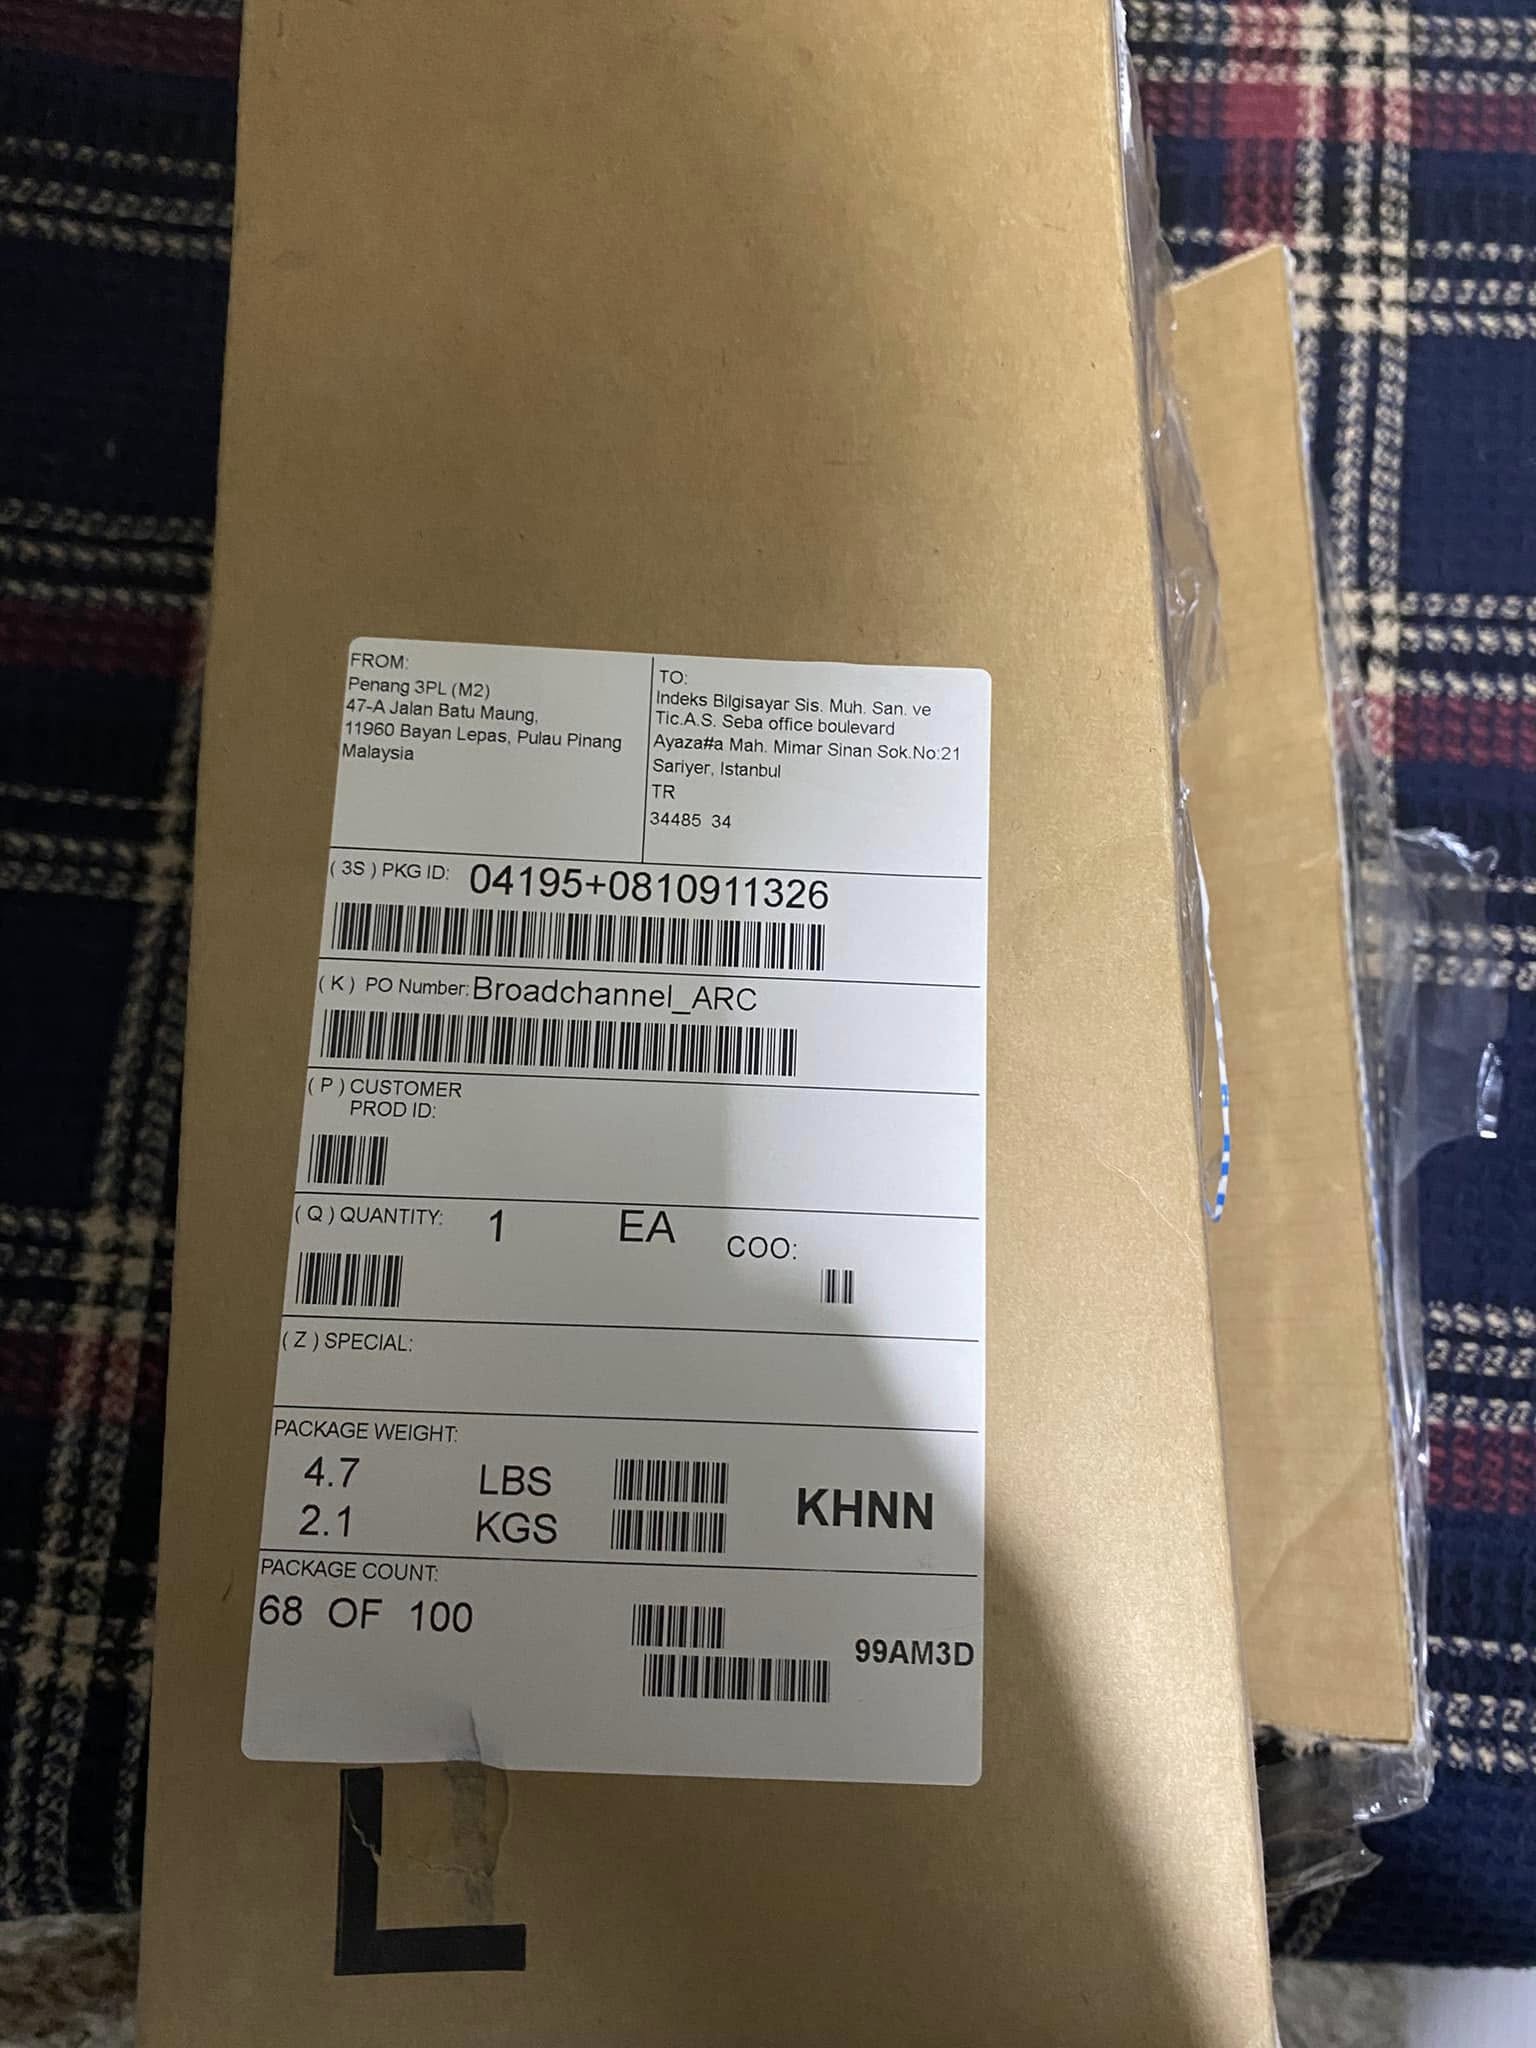 FROM:
Penang 3PL (M2)
47-A Jalan Batu Maung,
11960 Bayan Lepas, Pulau Pinang
Malaysia
TO:
Indeks Bilgisayar Sis. Muh. San. ve
Tic.A.S. Seba office boulevard
Ayaza#a Mah. Mimar Sinan Sok.No:21
Sariyer, Istanbul
TR
34485 34
( 3S ) PKG ID: 04195+0810911326
( K ) PO Number: Broadchannel_ARC
( P ) CUSTOMER
PROD ID:
( Q ) QUANTITY: 1 EA COO:
( Z ) SPECIAL:
PACKAGE WEIGHT:
4.7 LBS
2.1 KGS
KHNN
PACKAGE COUNT:
68 OF 100
99AM3D